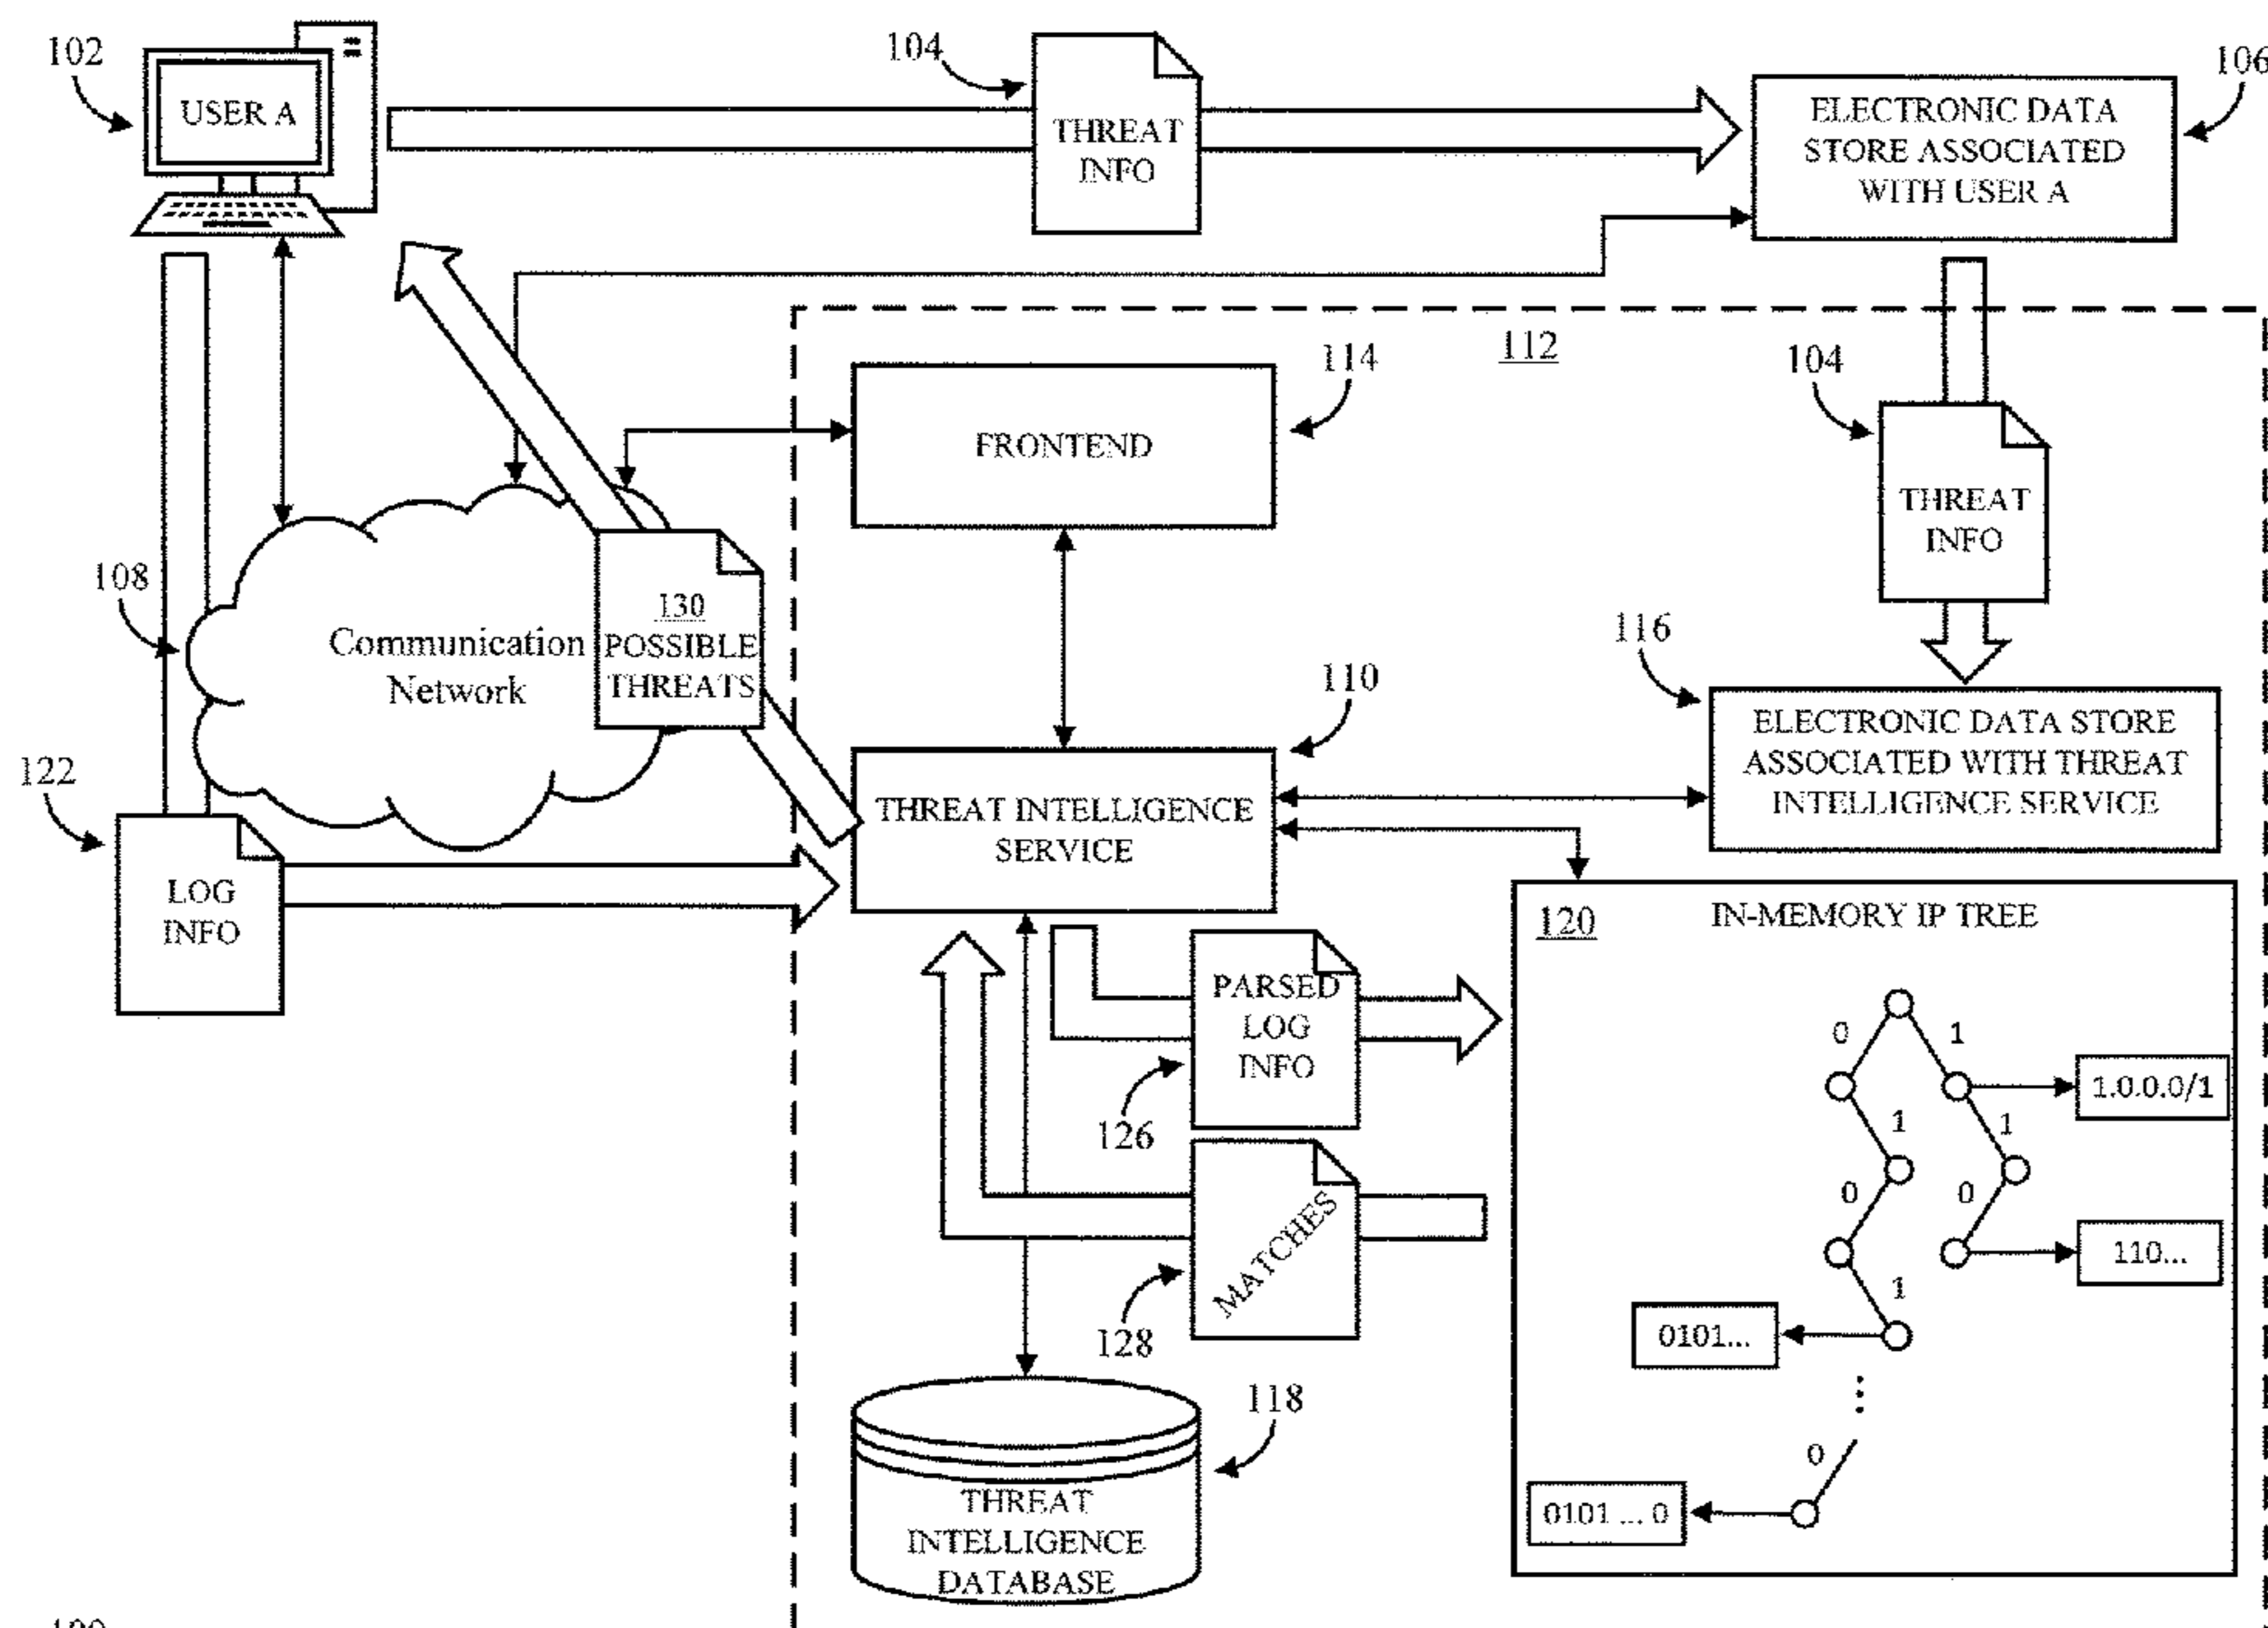 102
USER A
104
THREAT
INFO
106
ELECTRONIC DATA
STORE ASSOCIATED
WITH USER A
112
114
FRONTEND
104
THREAT
INFO
108
Communication
Network
130
POSSIBLE
THREATS
110
THREAT INTELLIGENCE
SERVICE
116
ELECTRONIC DATA STORE
ASSOCIATED WITH THREAT
INTELLIGENCE SERVICE
122
LOG
INFO
120
IN-MEMORY IP TREE
PARSED
LOG
INFO
126
MATCHES
128
0
1
1.0.0.0/1
1
1
0
0
110...
1
0101...
0
0101 ... 0
118
THREAT
INTELLIGENCE
DATABASE